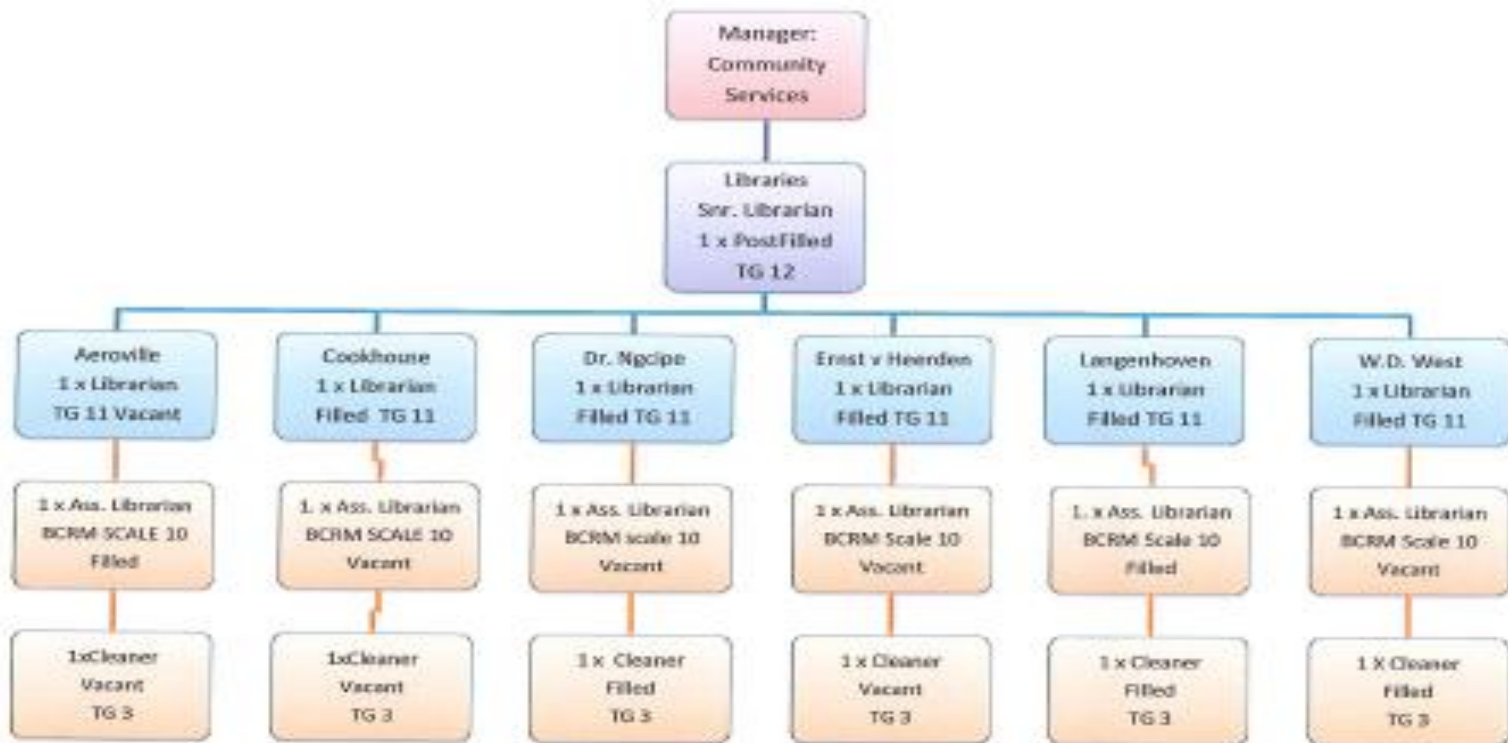 Manager:
Community
Services
Libraries
Snr. Librarian
1 x PostFilled
TG 12
Aeroville
1 x Librarian
TG 11 Vacant
Cookhouse
1 x Librarian
Filled TG 11
Dr. Ngcipe
1 x Librarian
Filled TG 11
Ernst v Heerden
1 x Librarian
Filled TG 11
Langenhoven
1 x Librarian
Filled TG 11
W.D. West
1 x Librarian
Filled TG 11
1 x Ass. Librarian
BCRM SCALE 10
Filled
1. x Ass. Librarian
BCRM SCALE 10
Vacant
1 x Ass. Librarian
BCRM scale 10
Vacant
1 x Ass. Librarian
BCRM Scale 10
Vacant
1. x Ass. Librarian
BCRM Scale 10
Filled
1 x Ass. Librarian
BCRM Scale 10
Vacant
1xCleaner
Vacant
TG 3
1xCleaner
Vacant
TG 3
1 x Cleaner
Filled
TG 3
1 x Cleaner
Vacant
TG 3
1 x Cleaner
Filled
TG 3
1 X Cleaner
Filled
TG 3